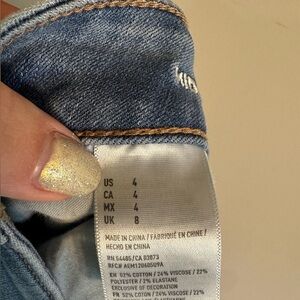 US 4
CA 4
MX 4
UK 8
MADE IN CHINA / FABRIQUÉ EN CHINE /
HECHO EN CHINA
RN 54485/CA 03873
EN 52% COTTON / 24% VISCOSE / 22%
POLYESTER / 2% ELASTANE
EXCLUSIVE OF DECORATION
FR 52% COTON / 24% VISCOSE / 22%